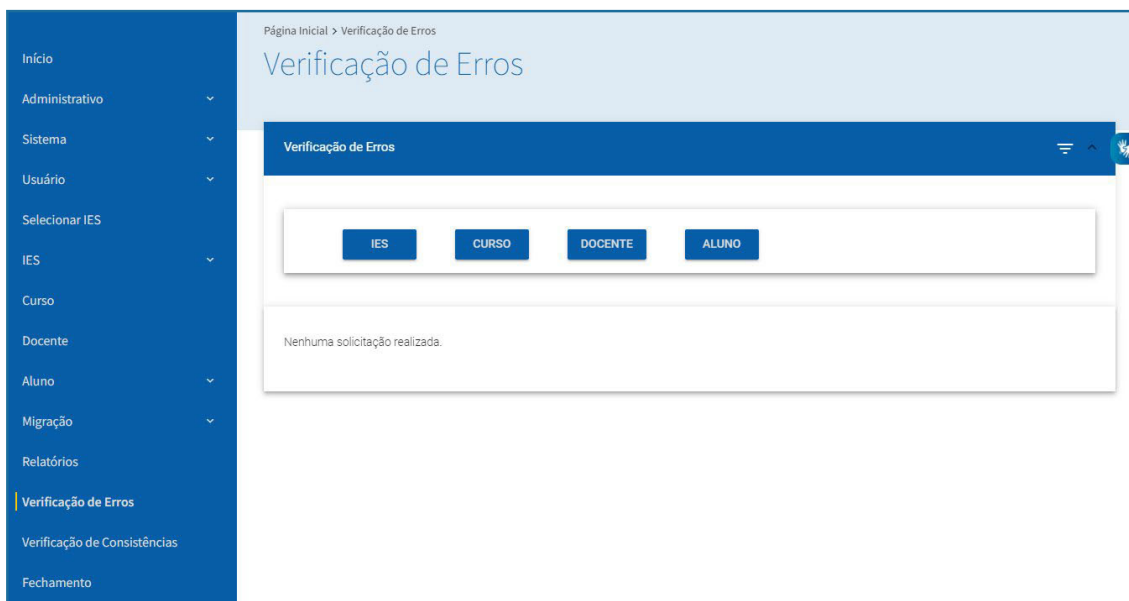 Página Inicial > Verificação de Erros
Verificação de Erros
Início
Administrativo
Sistema
Usuário
Selecionar IES
IES
Curso
Docente
Aluno
Migração
Relatórios
Verificação de Erros
Verificação de Consistências
Fechamento
Verificação de Erros
IES CURSO DOCENTE ALUNO
Nenhuma solicitação realizada.